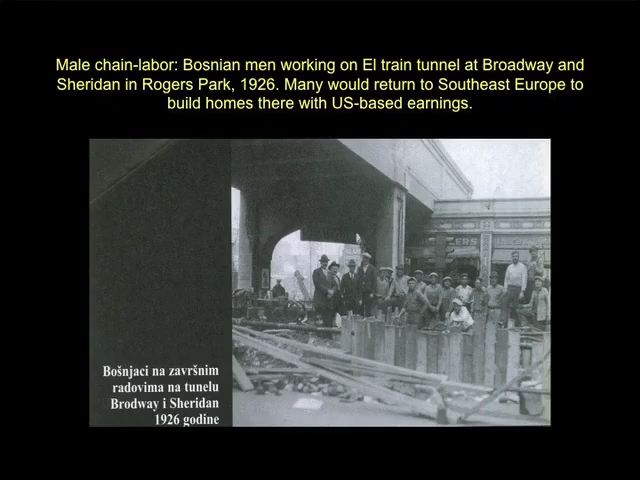 Male chain-labor: Bosnian men working on El train tunnel at Broadway and
Sheridan in Rogers Park, 1926. Many would return to Southeast Europe to
build homes there with US-based earnings.
ERS
Bošnjaci na završnim
radovima na tunelu
Brodway i Sheridan
1926 godine